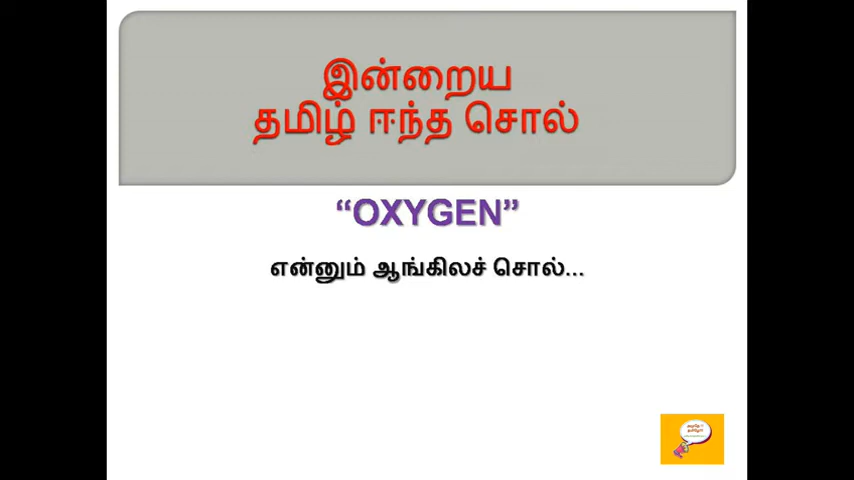 இன்றைய
தமிழ் ஈந்த சொல்
“OXYGEN”
என்னும் ஆங்கிலச் சொல்...